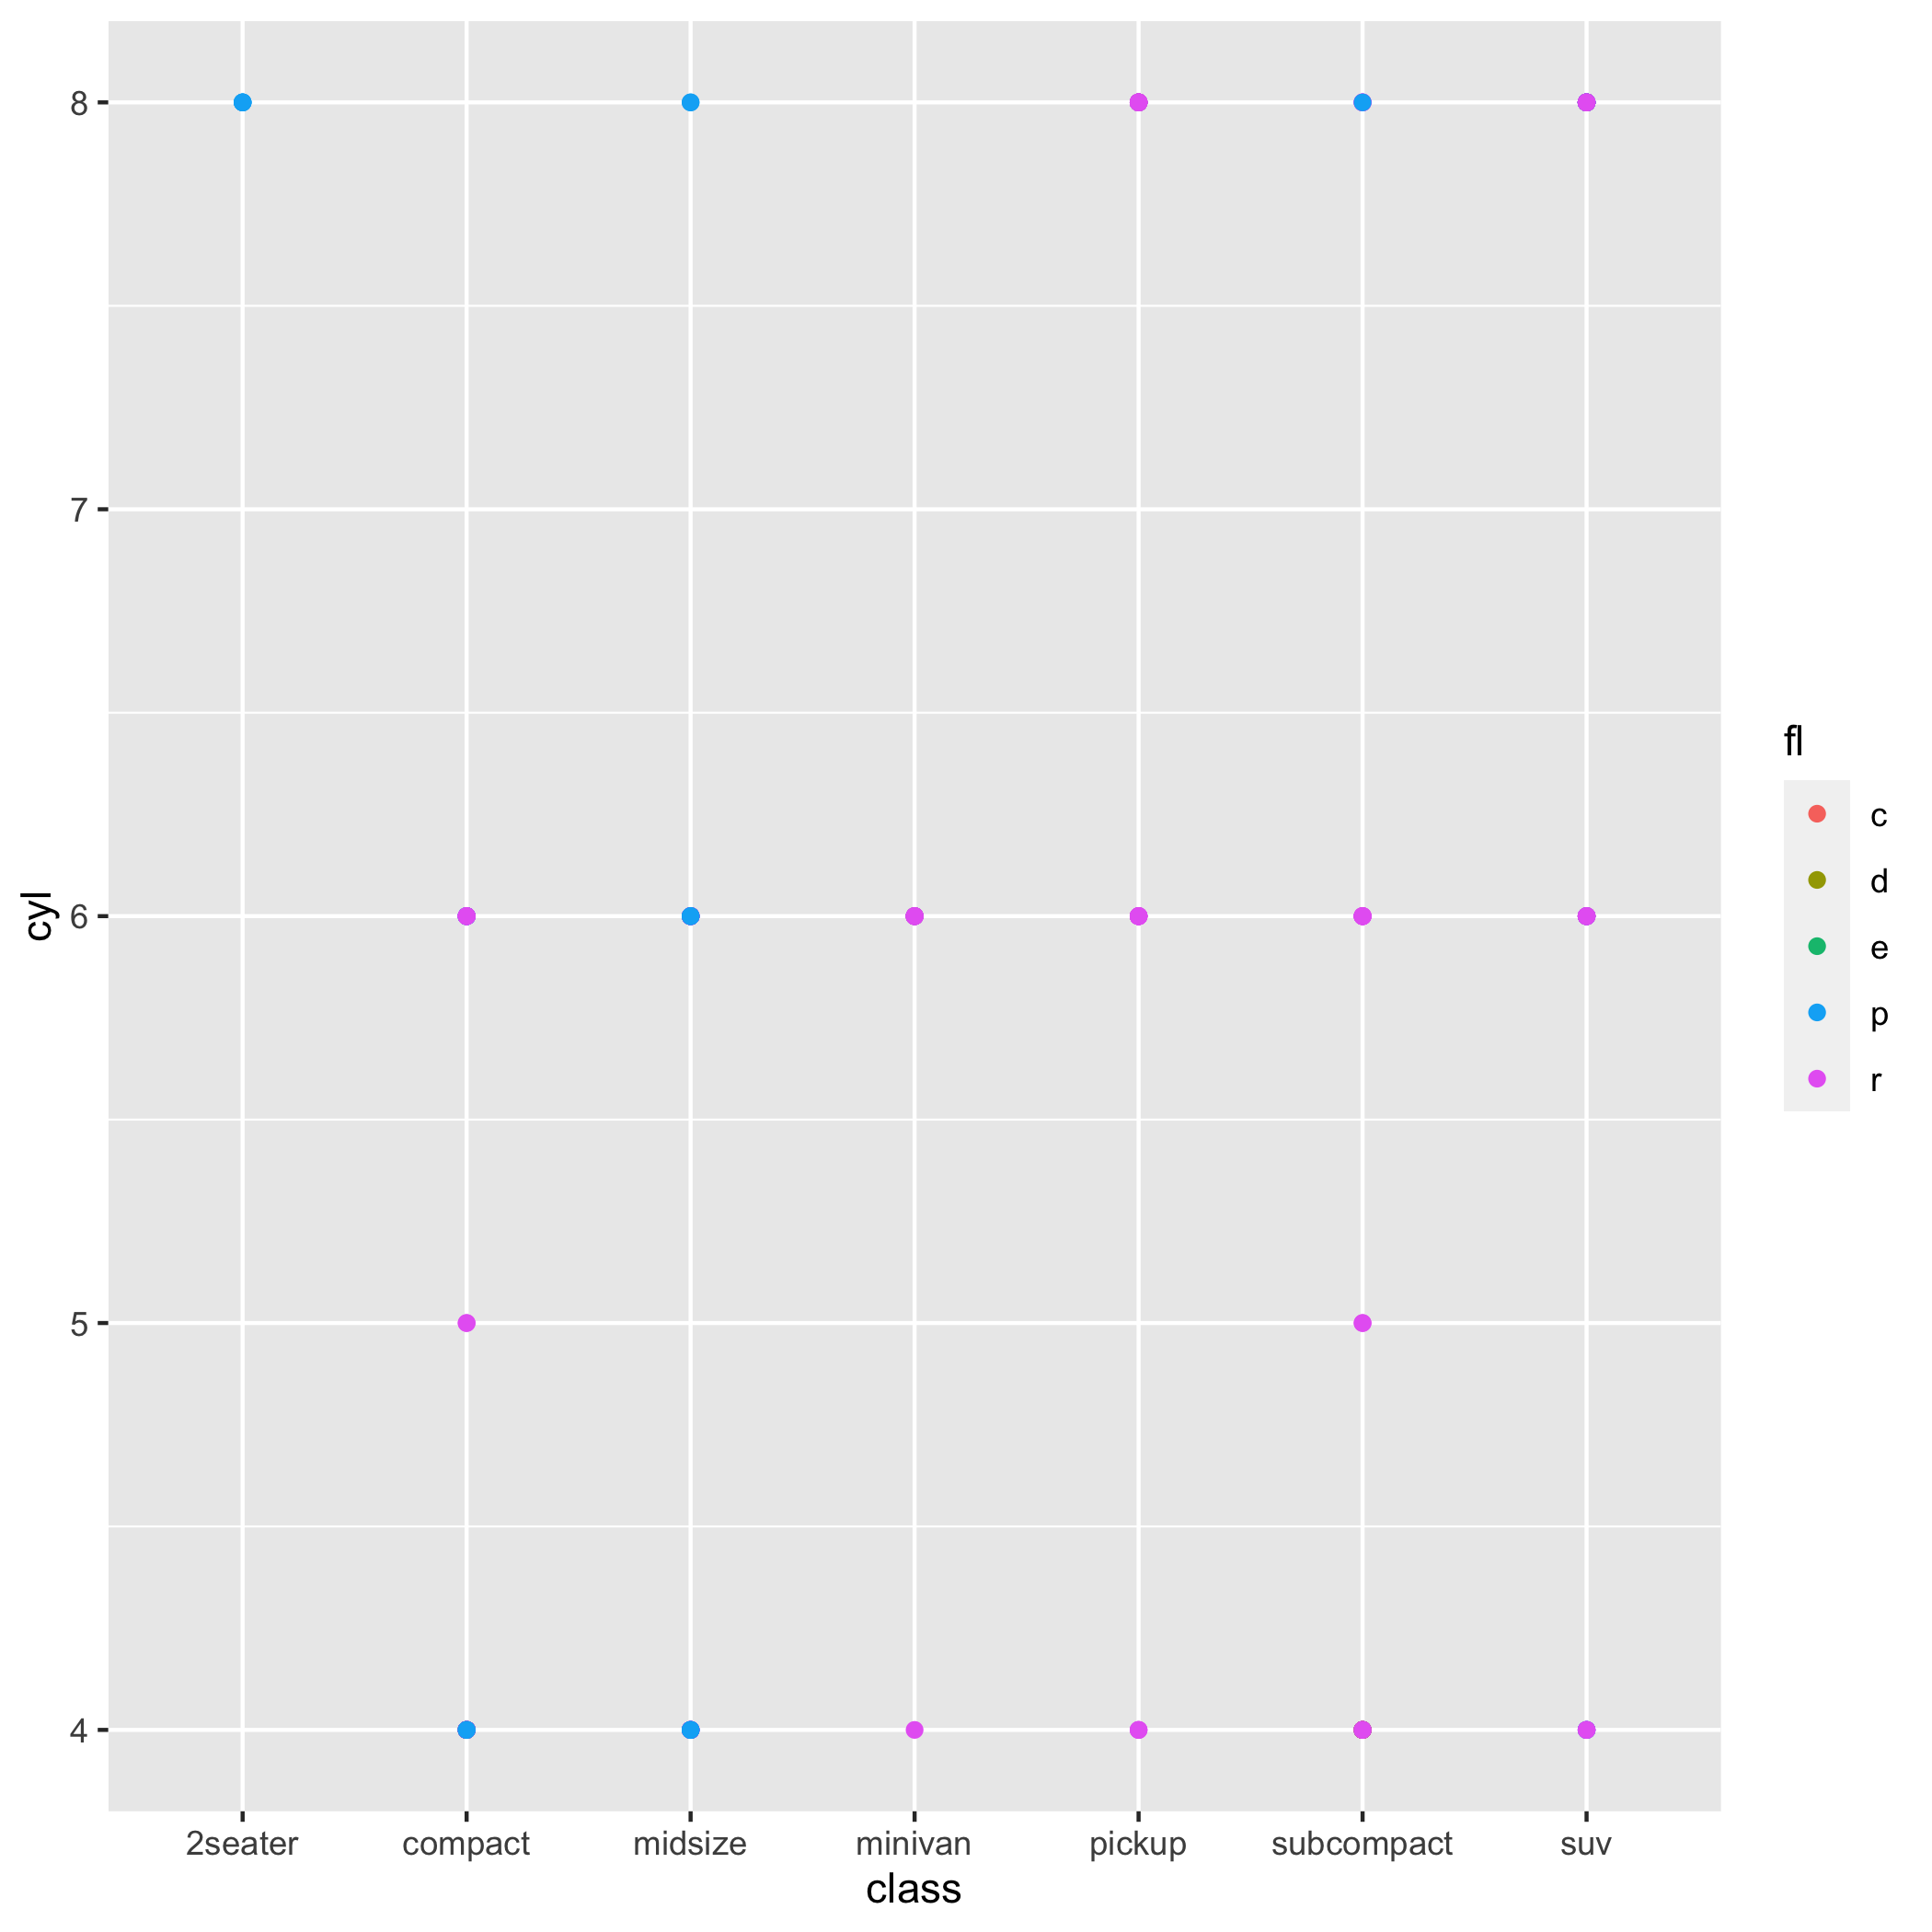 cyl
8
7
6
5
4
2seater compact midsize minivan pickup subcompact suv
class
fl
c
d
e
p
r